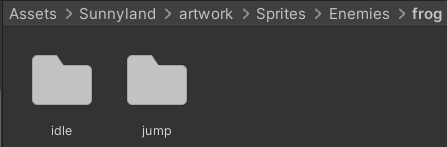 Assets > Sunnyland > artwork > Sprites > Enemies > frog
idle jump